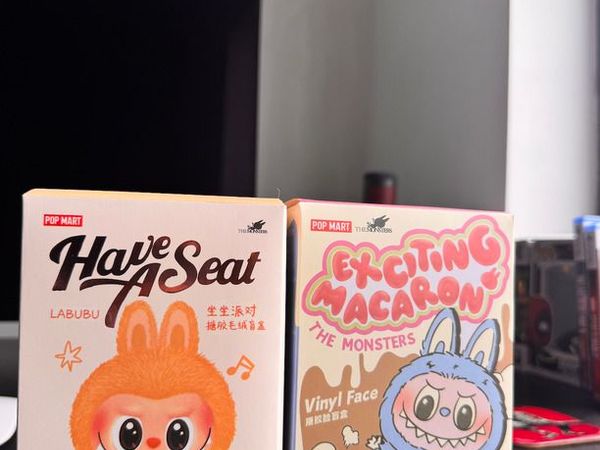 POP MART
THE MONSTERS
Have
A Seat
LABUBU
坐坐派对
搪胶毛绒盲盒
POP MART
THE MONSTERS
EXCITING
MACARON
THE MONSTERS
Vinyl Face
搪胶脸盲盒